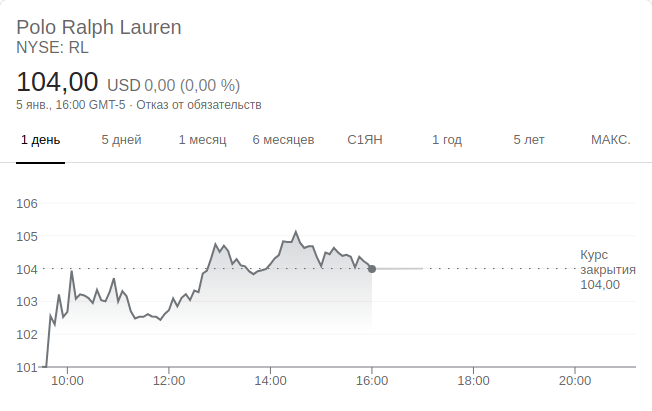 Polo Ralph Lauren
NYSE: RL
104,00 USD 0,00 (0,00 %)
5 янв., 16:00 GMT-5 · Отказ от обязательств
1 день 5 дней 1 месяц 6 месяцев С1ЯН 1 год 5 лет МАКС.
106
105
104
103
102
101
Курс
закрытия
104,00
10:00 12:00 14:00 16:00 18:00 20:00